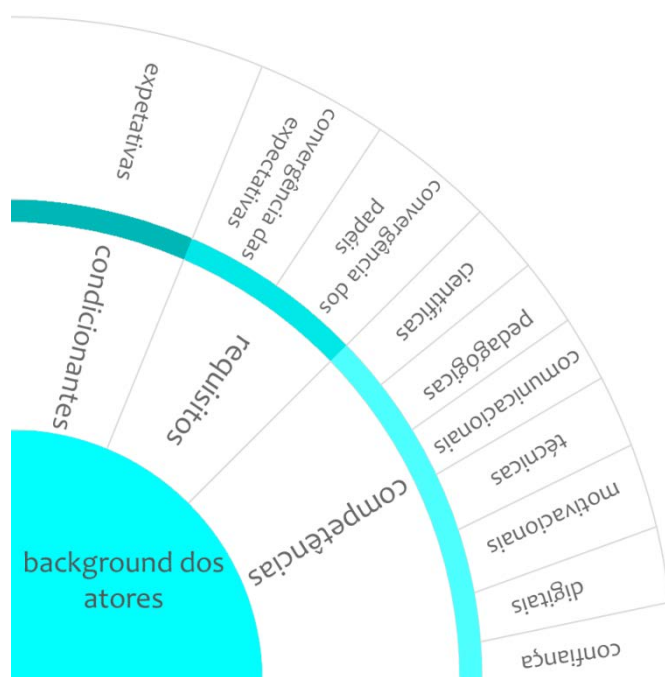 background dos
atores
condicionantes
requisitos
competências
expetativas
convergência das
expectativas
convergência dos
papéis
científicas
pedagógicas
comunicacionais
técnicas
motivacionais
digitais
confiança